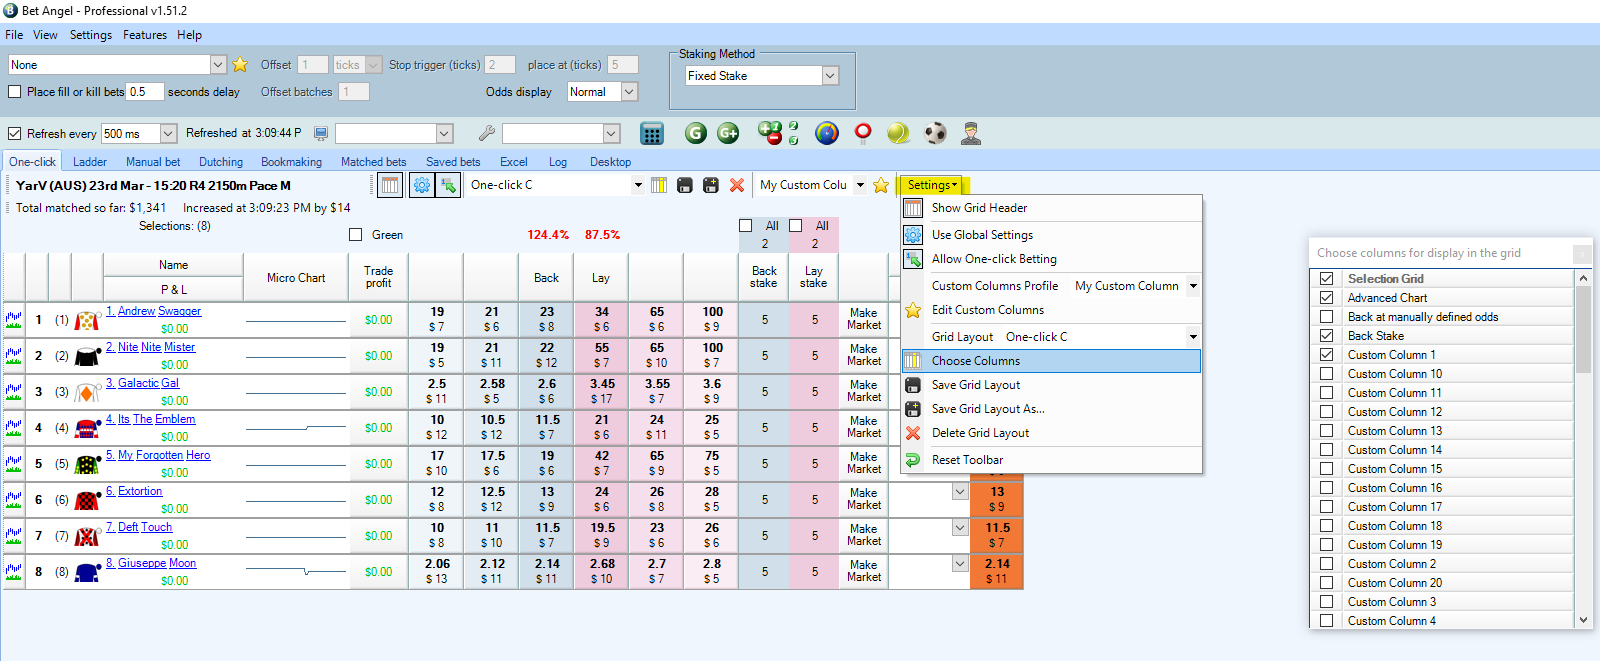 Bet Angel - Professional v1.51.2
File View Settings Features Help
None Offset 1 ticks Stop trigger (ticks) 2 place at (ticks) 5
Staking Method
Fixed Stake
Place fill or kill bets 0.5 seconds delay Offset batches 1 Odds display Normal
Refresh every 500 ms Refreshed at 3:09:44 P G G+
One-click Ladder Manual bet Dutching Bookmaking Matched bets Saved bets Excel Log Desktop
YarV (AUS) 23rd Mar - 15:20 R4 2150m Pace M One-click C My Custom Colu Settings
Total matched so far: $1,341 Increased at 3:09:23 PM by $14
Selections: (8) Green 124.4% 87.5% All 2 All 2
Name
P & L
Micro Chart Trade profit Back Lay Back stake Lay stake
1 (1) 1. Andrew Swagger $0.00 19 21 23 34 65 100 5 5 Make
$0.00 $ 7 $ 6 $ 8 $ 6 $ 6 $ 9 Market
2 (2) 2. Nite Nite Mister $0.00 19 21 22 55 65 100 5 5 Make
$0.00 $ 5 $ 11 $ 12 $ 7 $ 10 $ 7 Market
3 (3) 3. Galactic Gal $0.00 2.5 2.58 2.6 3.45 3.55 3.6 5 5 Make
$0.00 $ 11 $ 5 $ 6 $ 17 $ 7 $ 9 Market
4 (4) 4. Its The Emblem $0.00 10 10.5 11.5 21 24 25 5 5 Make
$0.00 $ 12 $ 12 $ 7 $ 6 $ 11 $ 5 Market
5 (5) 5. My Forgotten Hero $0.00 17 17.5 19 42 65 75 5 5 Make
$0.00 $ 10 $ 6 $ 6 $ 7 $ 9 $ 5 Market
6 (6) 6. Extortion $0.00 12 12.5 13 24 26 28 5 5 Make 13
$0.00 $ 8 $ 12 $ 9 $ 6 $ 8 $ 5 Market $ 9
7 (7) 7. Deft Touch $0.00 10 11 11.5 19.5 23 26 5 5 Make 11.5
$0.00 $ 8 $ 10 $ 7 $ 9 $ 6 $ 6 Market $ 7
8 (8) 8. Giuseppe Moon $0.00 2.06 2.12 2.14 2.68 2.7 2.8 5 5 Make 2.14
$0.00 $ 13 $ 11 $ 11 $ 10 $ 7 $ 5 Market $ 11
Show Grid Header
Use Global Settings
Allow One-click Betting
Custom Columns Profile My Custom Column
Edit Custom Columns
Grid Layout One-click C
Choose Columns
Save Grid Layout
Save Grid Layout As...
Delete Grid Layout
Reset Toolbar
Choose columns for display in the grid
Selection Grid
Advanced Chart
Back at manually defined odds
Back Stake
Custom Column 1
Custom Column 10
Custom Column 11
Custom Column 12
Custom Column 13
Custom Column 14
Custom Column 15
Custom Column 16
Custom Column 17
Custom Column 18
Custom Column 19
Custom Column 2
Custom Column 20
Custom Column 3
Custom Column 4